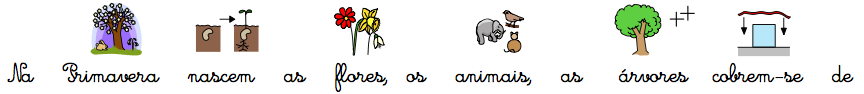 Na Primavera nascem as flores, os animais, as árvores cobrem-se de